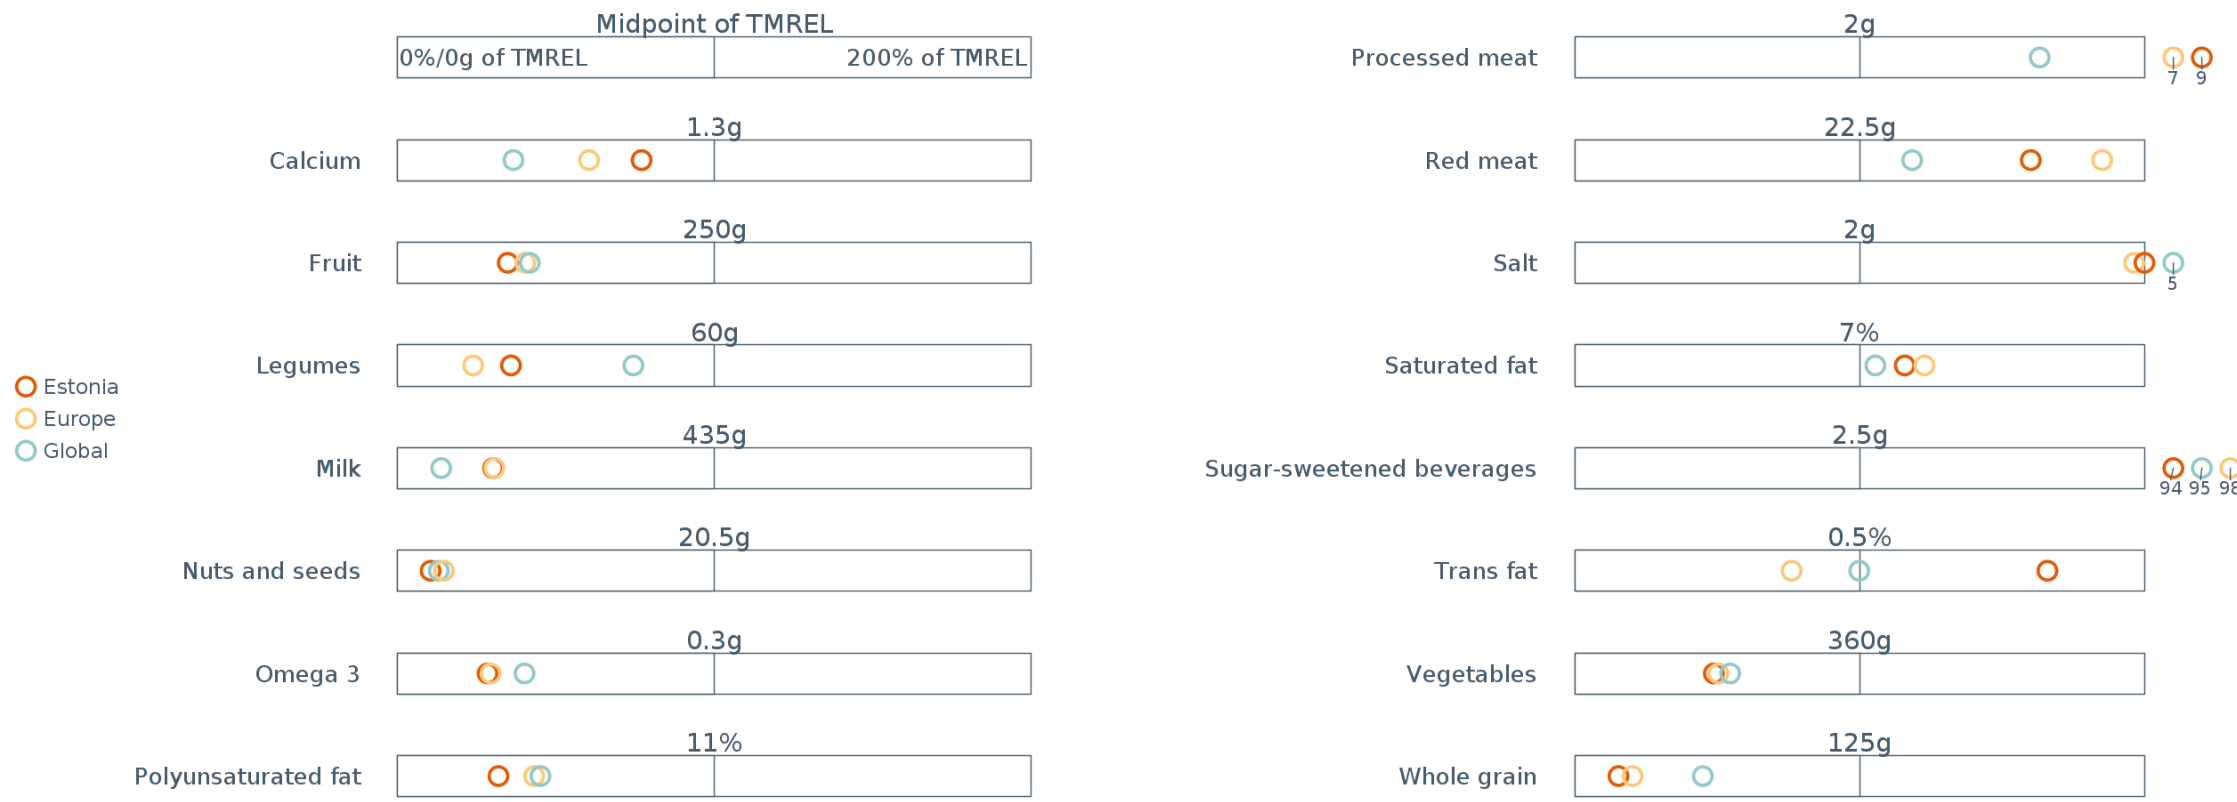 Midpoint of TMREL
0%/0g of TMREL
200% of TMREL
1.3g
Calcium
250g
Fruit
60g
Legumes
435g
Milk
20.5g
Nuts and seeds
0.3g
Omega 3
11%
Polyunsaturated fat
Estonia
Europe
Global
2g
Processed meat
7 9
22.5g
Red meat
2g
Salt
5
7%
Saturated fat
2.5g
Sugar-sweetened beverages
94 95 98
0.5%
Trans fat
360g
Vegetables
125g
Whole grain